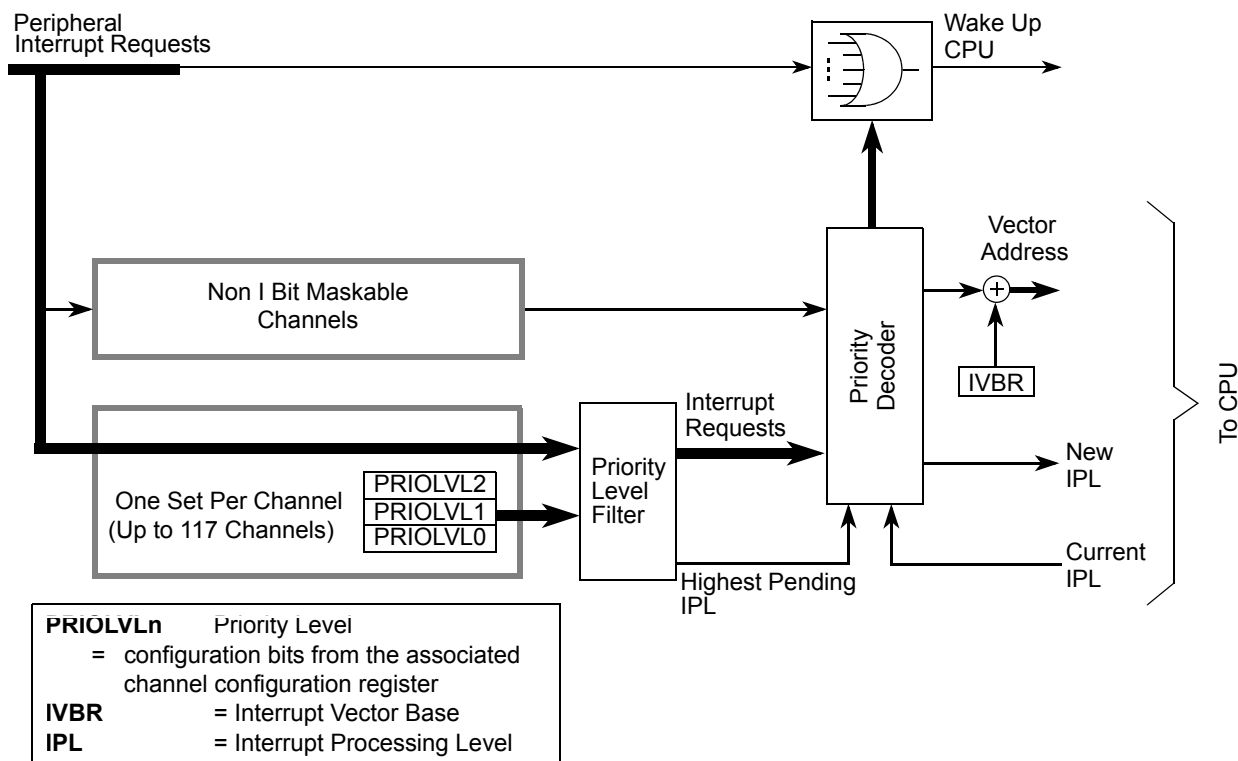 Peripheral
Interrupt Requests
Wake Up
CPU
Vector
Address
Non I Bit Maskable
Channels
Priority
Decoder
IVBR
To CPU
Interrupt
Requests
New
IPL
One Set Per Channel
(Up to 117 Channels)
PRIOLVL2
PRIOLVL1
PRIOLVL0
Priority
Level
Filter
Highest Pending
IPL
Current
IPL
PRIOLVLn Priority Level
= configuration bits from the associated
channel configuration register
IVBR = Interrupt Vector Base
IPL = Interrupt Processing Level